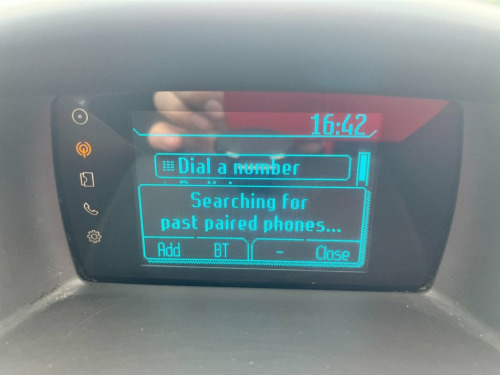 16:42
Dial a number
Searching for
past paired phones...
Add BT - Close